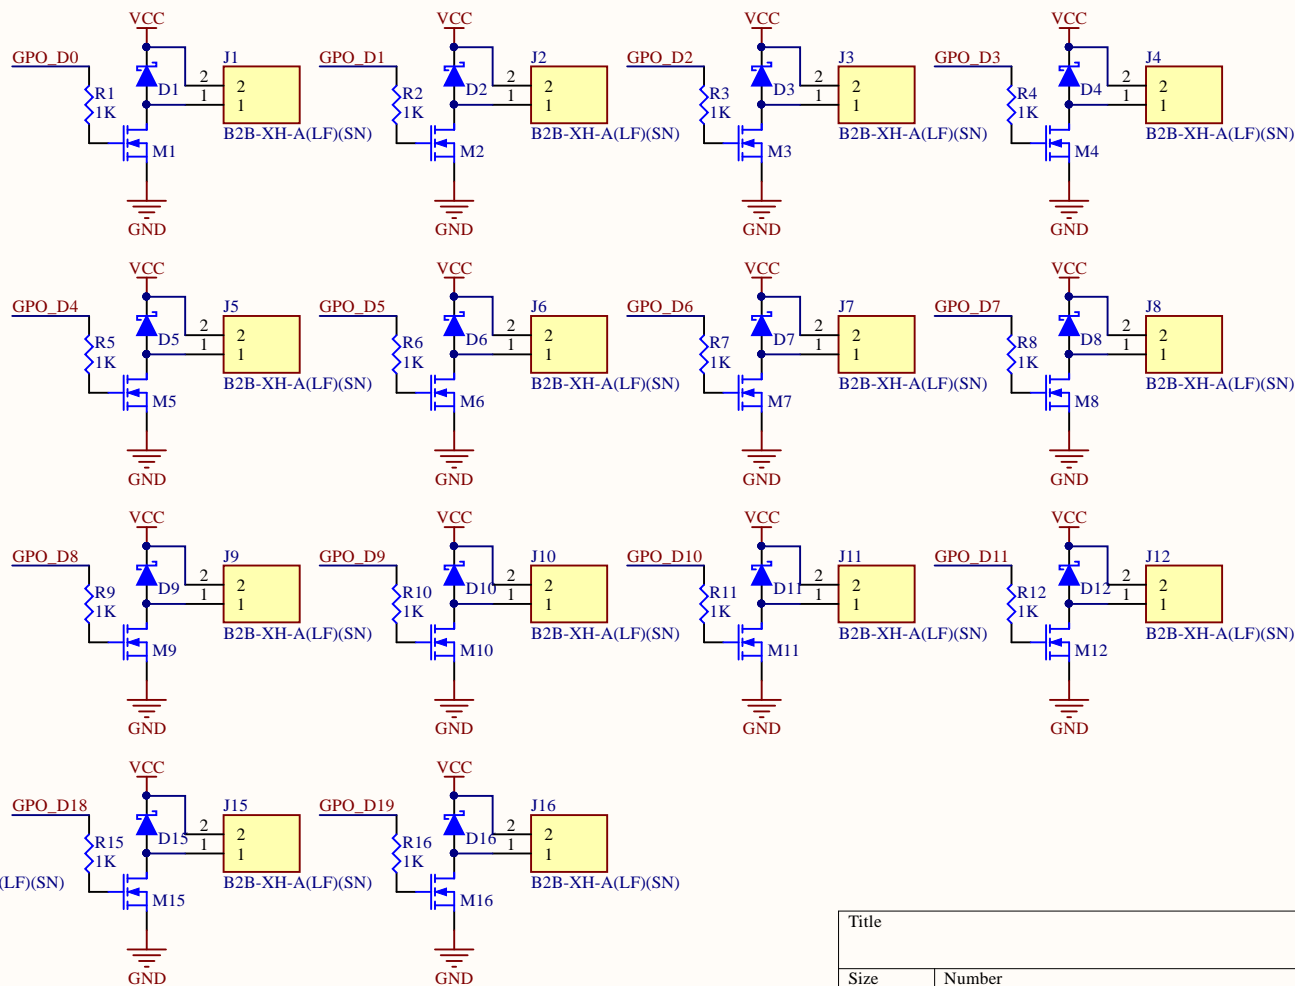 VCC
GPO_D0
J1
R1
1K
D1
2
1
2
1
B2B-XH-A(LF)(SN)
M1
GND
VCC
GPO_D1
J2
R2
1K
D2
2
1
2
1
B2B-XH-A(LF)(SN)
M2
GND
VCC
GPO_D2
J3
R3
1K
D3
2
1
2
1
B2B-XH-A(LF)(SN)
M3
GND
VCC
GPO_D3
J4
R4
1K
D4
2
1
2
1
B2B-XH-A(LF)(SN)
M4
GND
VCC
GPO_D4
J5
R5
1K
D5
2
1
2
1
B2B-XH-A(LF)(SN)
M5
GND
VCC
GPO_D5
J6
R6
1K
D6
2
1
2
1
B2B-XH-A(LF)(SN)
M6
GND
VCC
GPO_D6
J7
R7
1K
D7
2
1
2
1
B2B-XH-A(LF)(SN)
M7
GND
VCC
GPO_D7
J8
R8
1K
D8
2
1
2
1
B2B-XH-A(LF)(SN)
M8
GND
VCC
GPO_D8
J9
R9
1K
D9
2
1
2
1
B2B-XH-A(LF)(SN)
M9
GND
VCC
GPO_D9
J10
R10
1K
D10
2
1
2
1
B2B-XH-A(LF)(SN)
M10
GND
VCC
GPO_D10
J11
R11
1K
D11
2
1
2
1
B2B-XH-A(LF)(SN)
M11
GND
VCC
GPO_D11
J12
R12
1K
D12
2
1
2
1
B2B-XH-A(LF)(SN)
M12
GND
(LF)(SN)
VCC
GPO_D18
J15
R15
1K
D15
2
1
2
1
B2B-XH-A(LF)(SN)
M15
GND
VCC
GPO_D19
J16
R16
1K
D16
2
1
2
1
B2B-XH-A(LF)(SN)
M16
GND
Title
Size
Number